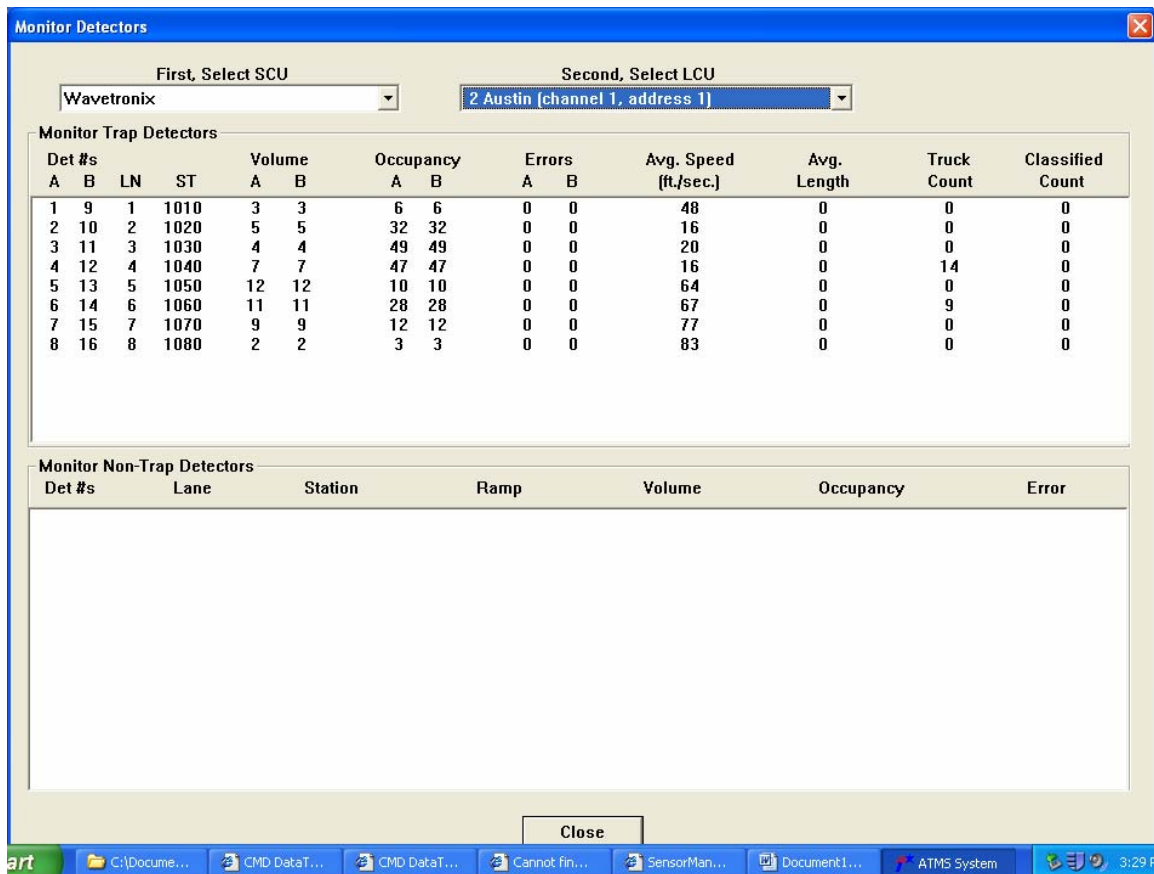 Monitor Detectors
First, Select SCU Second, Select LCU
Wavetronix 2 Austin (channel 1, address 1)
Monitor Trap Detectors
Det #s Volume Occupancy Errors Avg. Speed Avg. Truck Classified
A B LN ST A B A B A B (ft./sec.) Length Count Count
1 9 1 1010 3 3 6 6 0 0 48 0 0 0
2 10 2 1020 5 5 32 32 0 0 16 0 0 0
3 11 3 1030 4 4 49 49 0 0 20 0 0 0
4 12 4 1040 7 7 47 47 0 0 16 0 14 0
5 13 5 1050 12 12 10 10 0 0 64 0 0 0
6 14 6 1060 11 11 28 28 0 0 67 0 9 0
7 15 7 1070 9 9 12 12 0 0 77 0 0 0
8 16 8 1080 2 2 3 3 0 0 83 0 0 0
Monitor Non-Trap Detectors
Det #s Lane Station Ramp Volume Occupancy Error
Close
art C:\Docume... CMD DataT... CMD DataT... Cannot fin... SensorMan... Document1... ATMS System 3:29 P